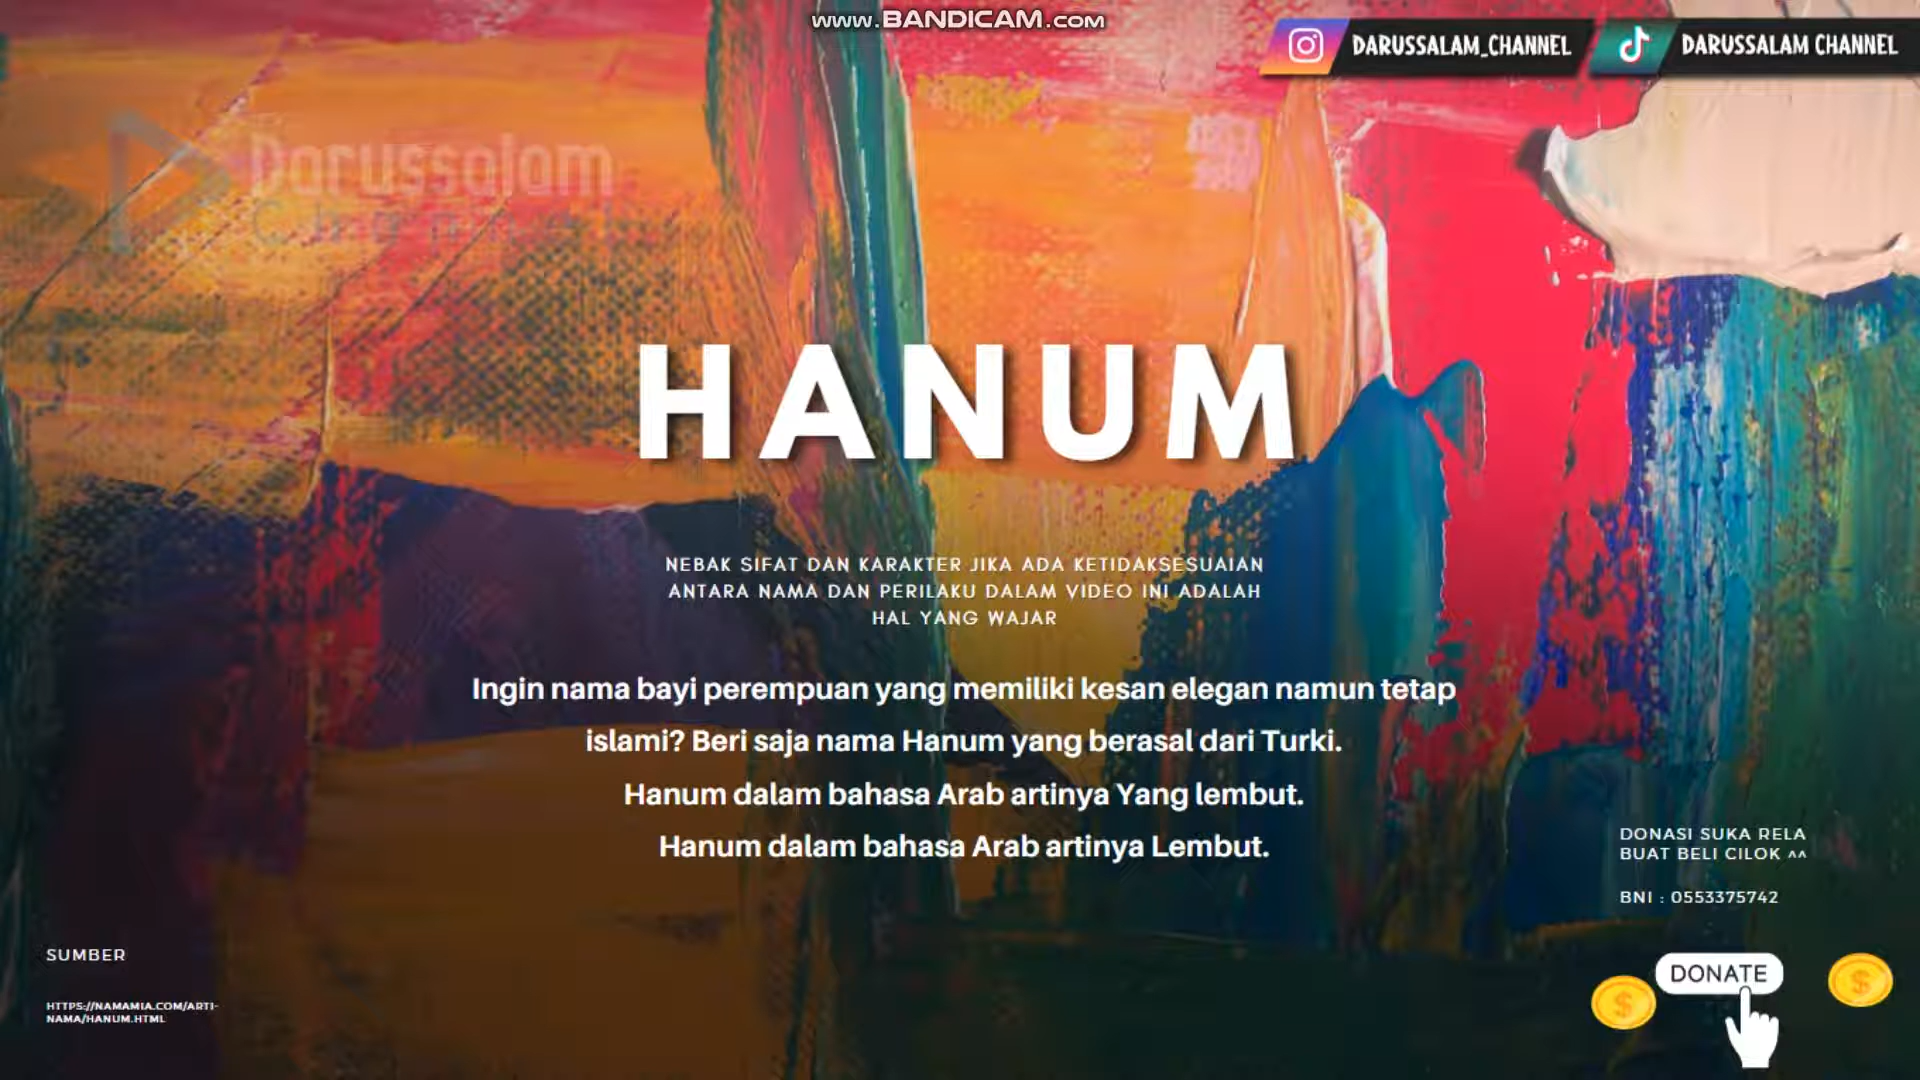 www.BANDICAM.com
DARUSSALAM_CHANNEL
DARUSSALAM CHANNEL
Darussalam
Channel
HANUM
NEBAK SIFAT DAN KARAKTER JIKA ADA KETIDAKSESUAIAN
ANTARA NAMA DAN PERILAKU DALAM VIDEO INI ADALAH
HAL YANG WAJAR
Ingin nama bayi perempuan yang memiliki kesan elegan namun tetap
islami? Beri saja nama Hanum yang berasal dari Turki.
Hanum dalam bahasa Arab artinya Yang lembut.
Hanum dalam bahasa Arab artinya Lembut.
DONASI SUKA RELA
BUAT BELI CILOK ^^
BNI : 0553375742
SUMBER
HTTPS://NAMAMIA.COM/ARTI-
NAMA/HANUM.HTML
DONATE